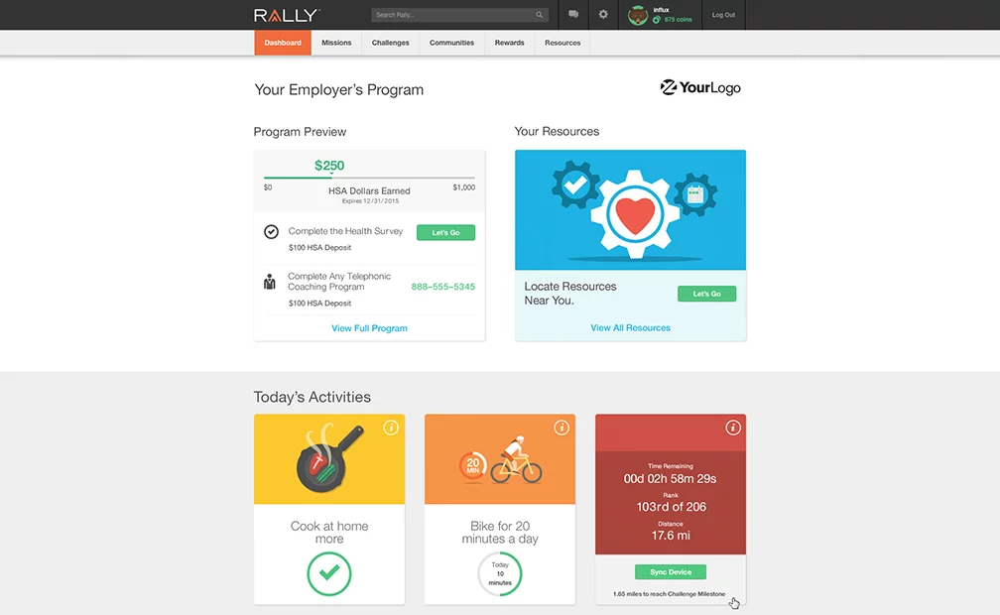 RALLY™
Search Rally...
influx
675 coins
Log Out
Dashboard
Missions
Challenges
Communities
Rewards
Resources
Your Employer's Program
YourLogo
Program Preview
$250
$0
$1,000
HSA Dollars Earned
Expires 12/31/2015
Complete the Health Survey
Let's Go
$100 HSA Deposit
Complete Any Telephonic
Coaching Program
888–555–5345
$100 HSA Deposit
View Full Program
Your Resources
Locate Resources
Near You.
Let's Go
View All Resources
Today's Activities
i
Cook at home
more
i
20
MIN
Bike for 20
minutes a day
Today
10
minutes
i
Time Remaining
00d 02h 58m 29s
Rank
103rd of 206
Distance
17.6 mi
Sync Device
1.65 miles to reach Challenge Milestone